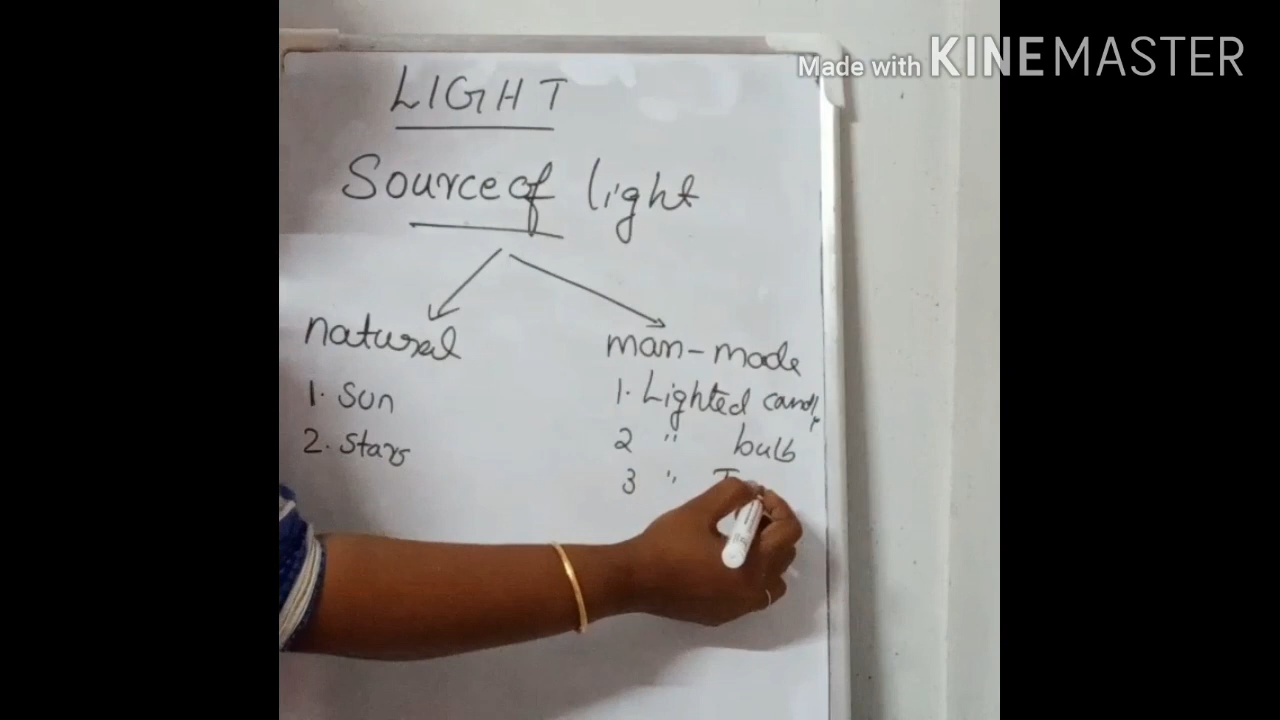 Made with KINEMASTER
LIGHT
Source of light
natural
1. Sun
2. Stars
man-made
1. Lighted candle
2 " bulb
3 "